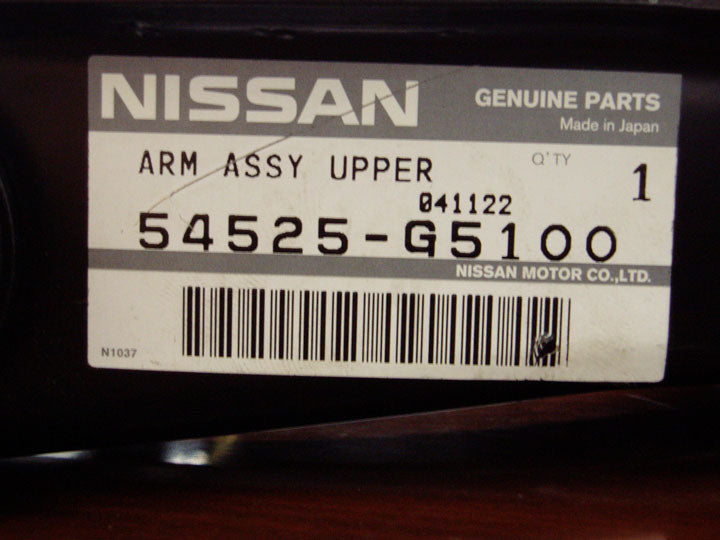 NISSAN
GENUINE PARTS
Made in Japan
ARM ASSY UPPER
Q'TY
1
041122
54525-G5100
NISSAN MOTOR CO.,LTD.
N1037